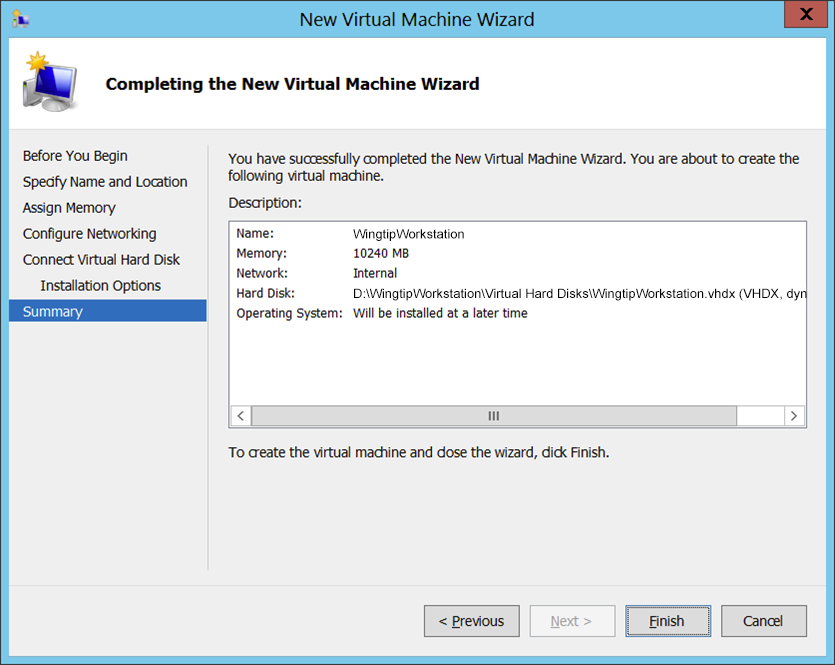 New Virtual Machine Wizard
X
Completing the New Virtual Machine Wizard
Before You Begin
Specify Name and Location
Assign Memory
Configure Networking
Connect Virtual Hard Disk
Installation Options
Summary
You have successfully completed the New Virtual Machine Wizard. You are about to create the
following virtual machine.
Description:
Name: WingtipWorkstation
Memory: 10240 MB
Network: Internal
Hard Disk: D:\WingtipWorkstation\Virtual Hard Disks\WingtipWorkstation.vhdx (VHDX, dyn
Operating System: Will be installed at a later time
To create the virtual machine and close the wizard, click Finish.
< Previous Next > Finish Cancel